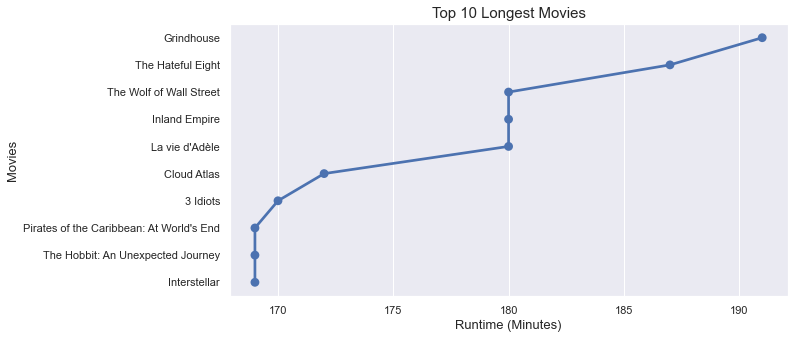 Top 10 Longest Movies
Movies
Grindhouse
The Hateful Eight
The Wolf of Wall Street
Inland Empire
La vie d'Adèle
Cloud Atlas
3 Idiots
Pirates of the Caribbean: At World's End
The Hobbit: An Unexpected Journey
Interstellar
170 175 180 185 190
Runtime (Minutes)